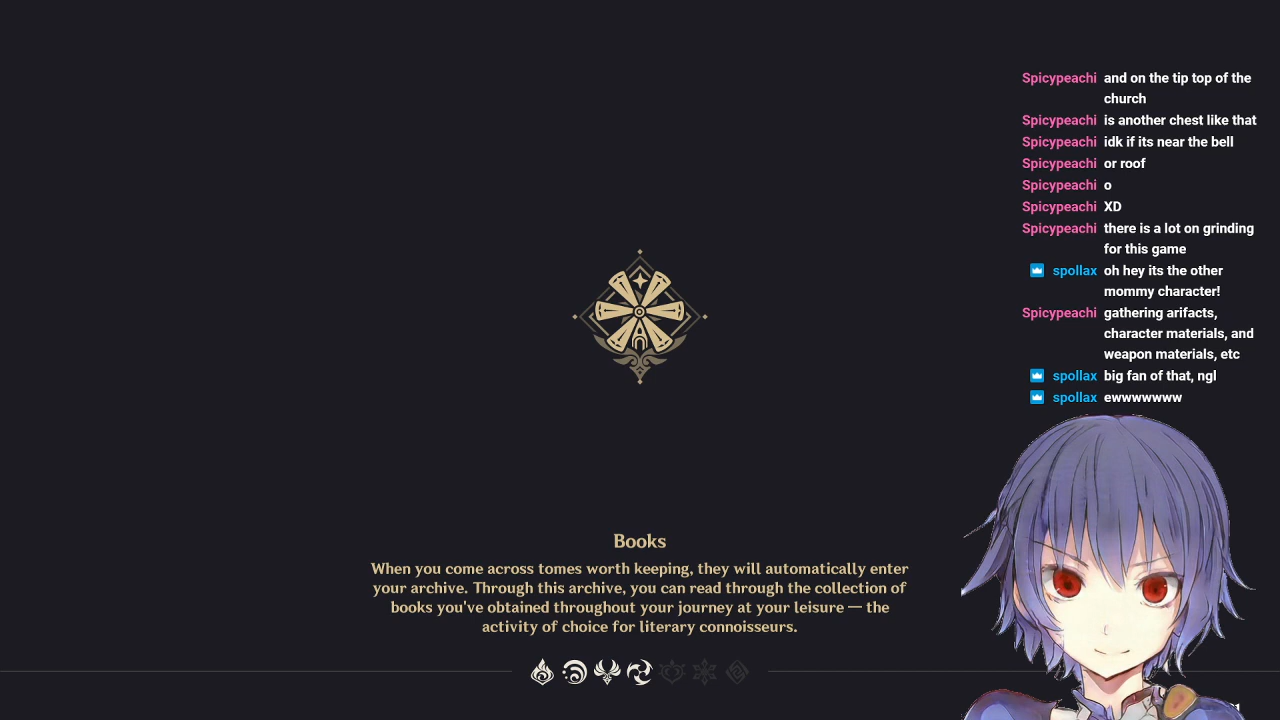 Spicypeachi and on the tip top of the
church
Spicypeachi is another chest like that
Spicypeachi idk if its near the bell
Spicypeachi or roof
Spicypeachi o
Spicypeachi XD
Spicypeachi there is a lot on grinding
for this game
spollax oh hey its the other
mommy character!
Spicypeachi gathering arifacts,
character materials, and
weapon materials, etc
spollax big fan of that, ngl
spollax ewwwwwww
Books
When you come across tomes worth keeping, they will automatically enter
your archive. Through this archive, you can read through the collection of
books you've obtained throughout your journey at your leisure — the
activity of choice for literary connoisseurs.